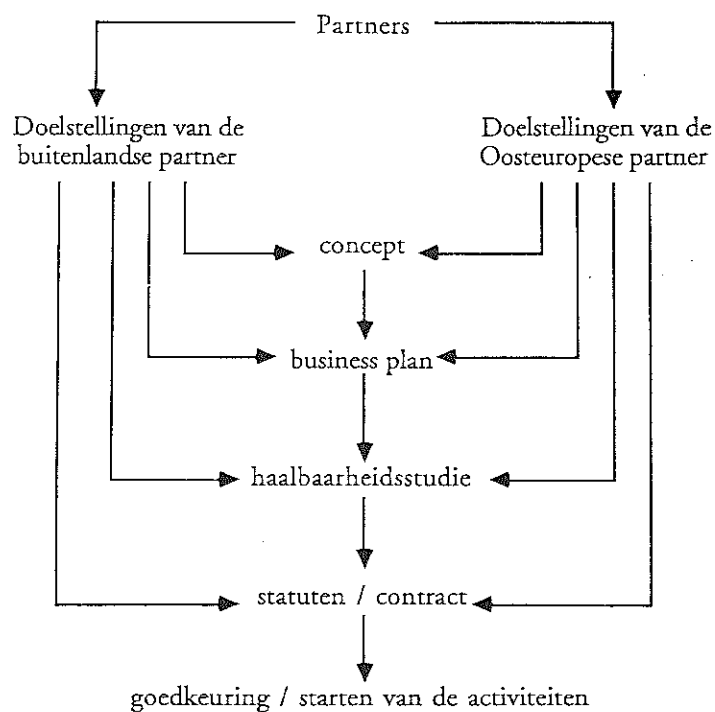 Partners
Doelstellingen van de
buitenlandse partner
Doelstellingen van de
Oosteuropese partner
concept
business plan
haalbaarheidsstudie
statuten / contract
goedkeuring / starten van de activiteiten